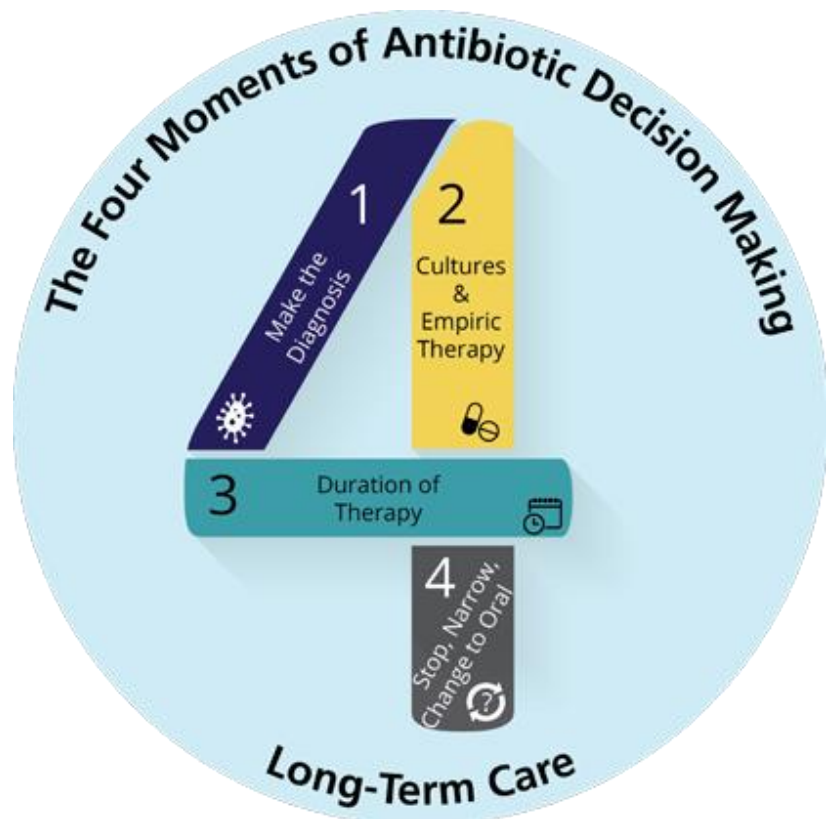 The Four Moments of Antibiotic Decision Making
1
Make the
Diagnosis
2
Cultures
&
Empiric
Therapy
3
Duration of
Therapy
4
Stop, Narrow,
Change to Oral
?
Long-Term Care